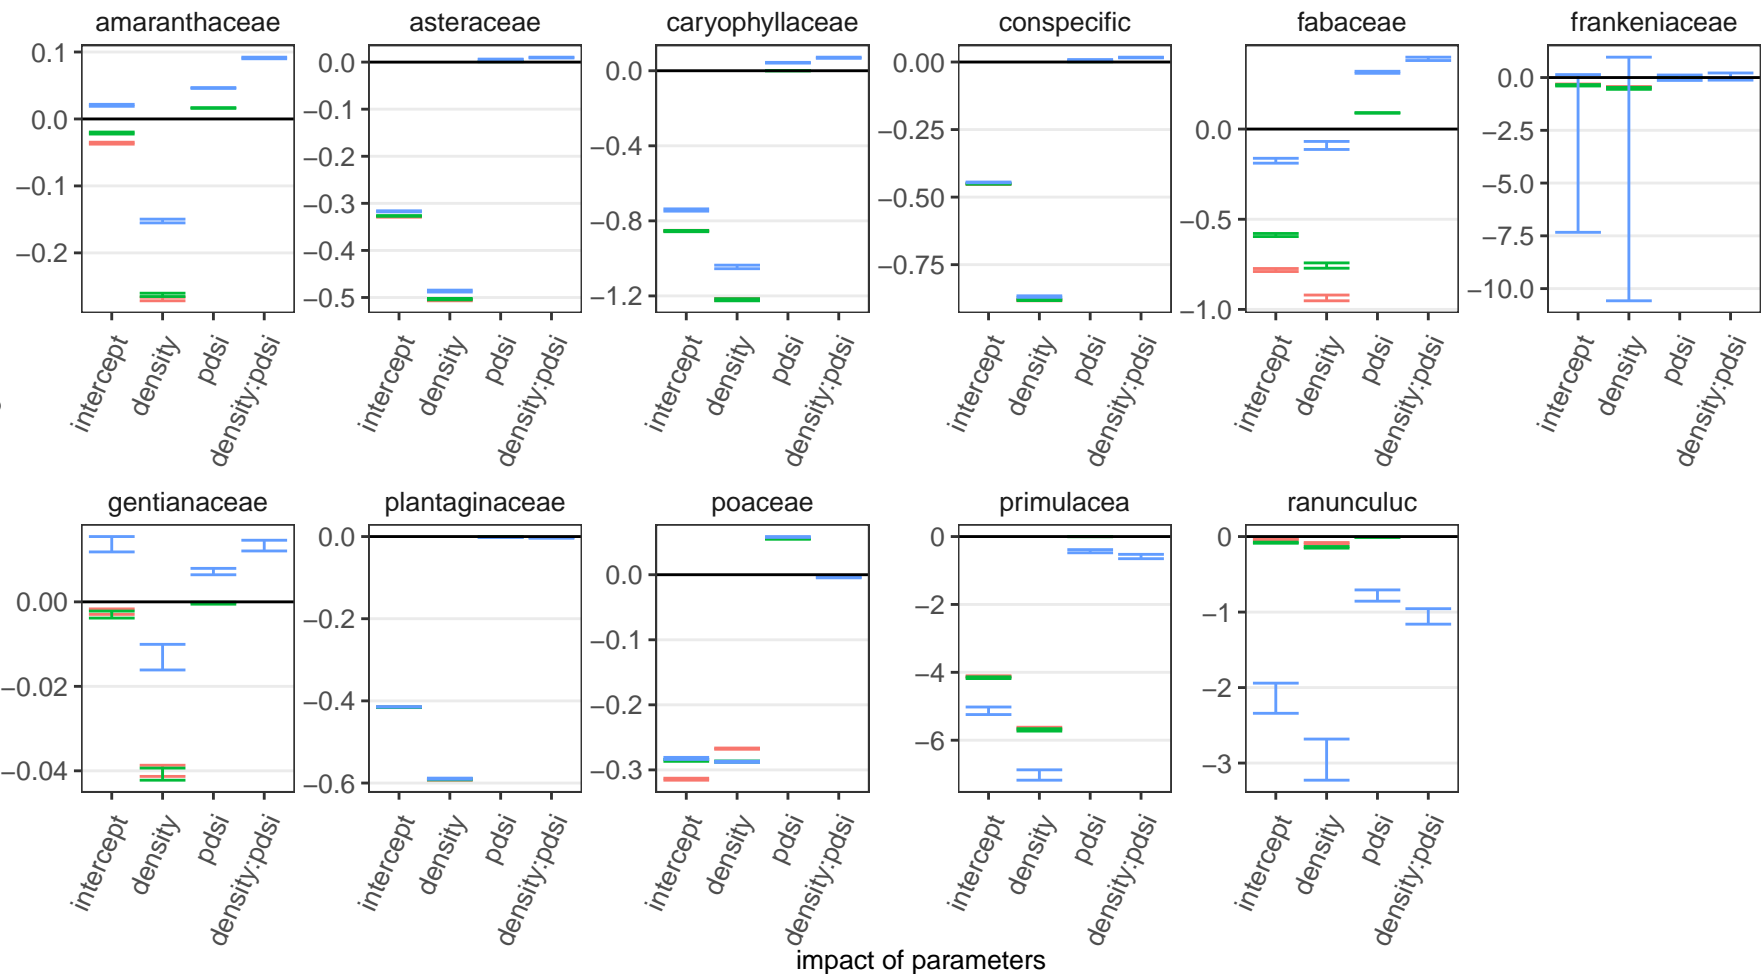 amaranthaceae
asteraceae
caryophyllaceae
conspecific
fabaceae
frankeniaceae
0.1
0.0
−0.1
−0.2
0.0
−0.1
−0.2
−0.3
−0.4
−0.5
0.0
−0.4
−0.8
−1.2
0.00
−0.25
−0.50
−0.75
0.0
−0.5
−1.0
0.0
−2.5
−5.0
−7.5
−10.0
intercept
density
pdsi
density:pdsi
intercept
density
pdsi
density:pdsi
intercept
density
pdsi
density:pdsi
intercept
density
pdsi
density:pdsi
intercept
density
pdsi
density:pdsi
intercept
density
pdsi
density:pdsi
gentianaceae
plantaginaceae
poaceae
primulacea
ranunculuc
0.00
−0.02
−0.04
0.0
−0.2
−0.4
−0.6
0.0
−0.1
−0.2
−0.3
0
−2
−4
−6
0
−1
−2
−3
intercept
density
pdsi
density:pdsi
intercept
density
pdsi
density:pdsi
intercept
density
pdsi
density:pdsi
intercept
density
pdsi
density:pdsi
intercept
density
pdsi
density:pdsi
impact of parameters